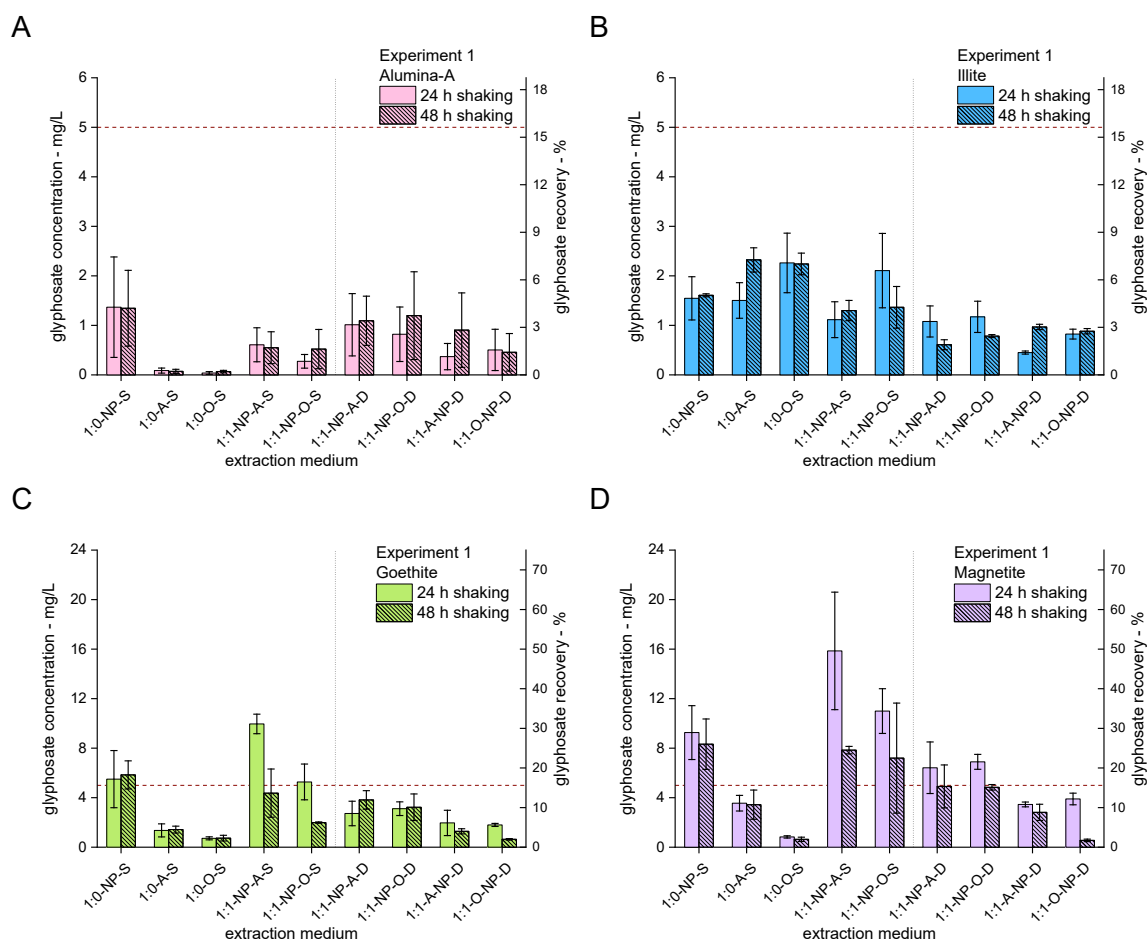 A
Experiment 1
Alumina-A
24 h shaking
48 h shaking
glyphosate concentration - mg/L
6
5
4
3
2
1
0
glyphosate recovery - %
18
15
12
9
6
3
0
1:0-NP-S
1:0-A-S
1:0-O-S
1:1-NP-A-S
1:1-NP-O-S
1:1-NP-A-D
1:1-NP-O-D
1:1-A-NP-D
1:1-O-NP-D
extraction medium
B
Experiment 1
Illite
24 h shaking
48 h shaking
glyphosate concentration - mg/L
6
5
4
3
2
1
0
glyphosate recovery - %
18
15
12
9
6
3
0
1:0-NP-S
1:0-A-S
1:0-O-S
1:1-NP-A-S
1:1-NP-O-S
1:1-NP-A-D
1:1-NP-O-D
1:1-A-NP-D
1:1-O-NP-D
extraction medium
C
Experiment 1
Goethite
24 h shaking
48 h shaking
glyphosate concentration - mg/L
24
20
16
12
8
4
0
glyphosate recovery - %
70
60
50
40
30
20
10
0
1:0-NP-S
1:0-A-S
1:0-O-S
1:1-NP-A-S
1:1-NP-O-S
1:1-NP-A-D
1:1-NP-O-D
1:1-A-NP-D
1:1-O-NP-D
extraction medium
D
Experiment 1
Magnetite
24 h shaking
48 h shaking
glyphosate concentration - mg/L
24
20
16
12
8
4
0
glyphosate recovery - %
70
60
50
40
30
20
10
0
1:0-NP-S
1:0-A-S
1:0-O-S
1:1-NP-A-S
1:1-NP-O-S
1:1-NP-A-D
1:1-NP-O-D
1:1-A-NP-D
1:1-O-NP-D
extraction medium